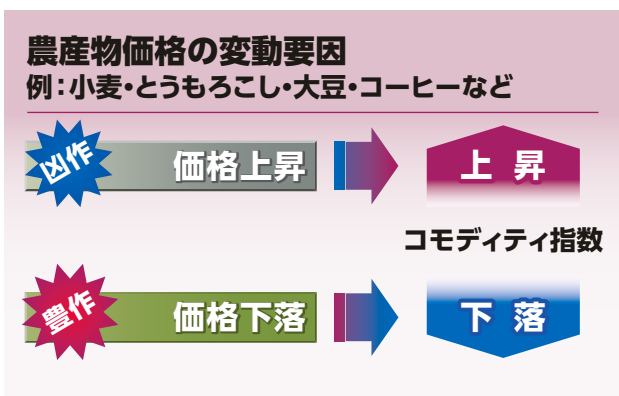 農産物価格の変動要因
例：小麦・とうもろこし・大豆・コーヒーなど
凶作
価格上昇
上昇
コモディティ指数
豊作
価格下落
下落